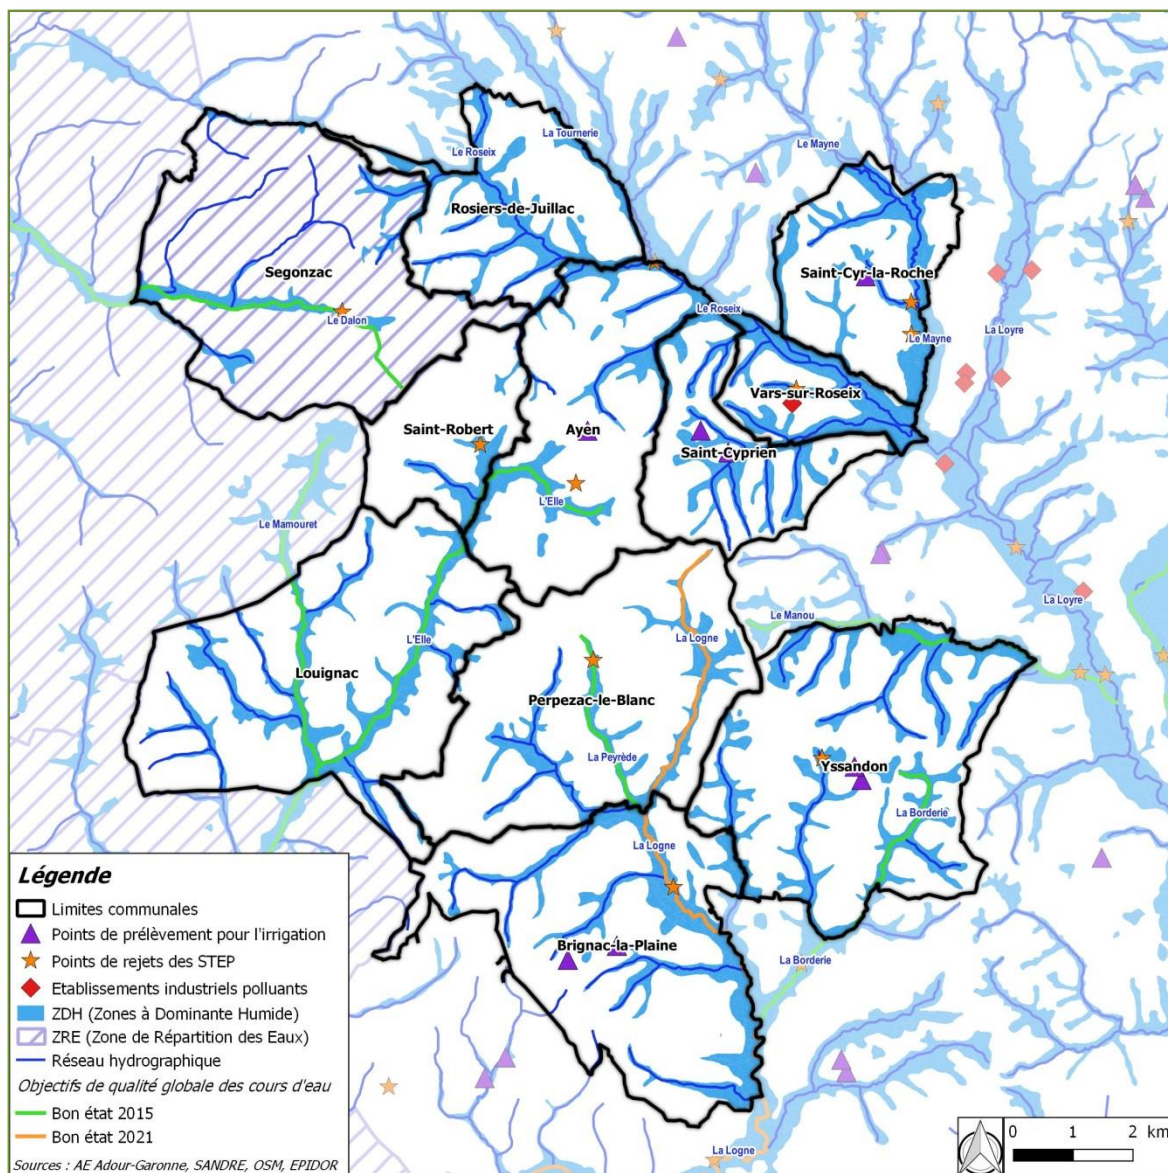 La Tournerie
Le Mayne
Le Roseix
Rosiers-de-Juillac
Segonzac
Saint-Cyr-la-Roche
Le Roseix
Le Dalon
Le Mayne
La Loyre
Vars-sur-Roseix
Saint-Robert
Ayen
Saint-Cyprien
L'Elle
Le Mamouret
La Loyre
Le Manou
L'Elle
La Logne
Louignac
Perpezac-le-Blanc
La Peyrède
Yssandon
La Borderie
La Logne
Brignac-la-Plaine
La Borderie
La Logne
Légende
Limites communales
Points de prélèvement pour l'irrigation
Points de rejets des STEP
Etablissements industriels polluants
ZDH (Zones à Dominante Humide)
ZRE (Zone de Répartition des Eaux)
Réseau hydrographique
Objectifs de qualité globale des cours d'eau
Bon état 2015
Bon état 2021
Sources : AE Adour-Garonne, SANDRE, OSM, EPIDOR
0 1 2 km